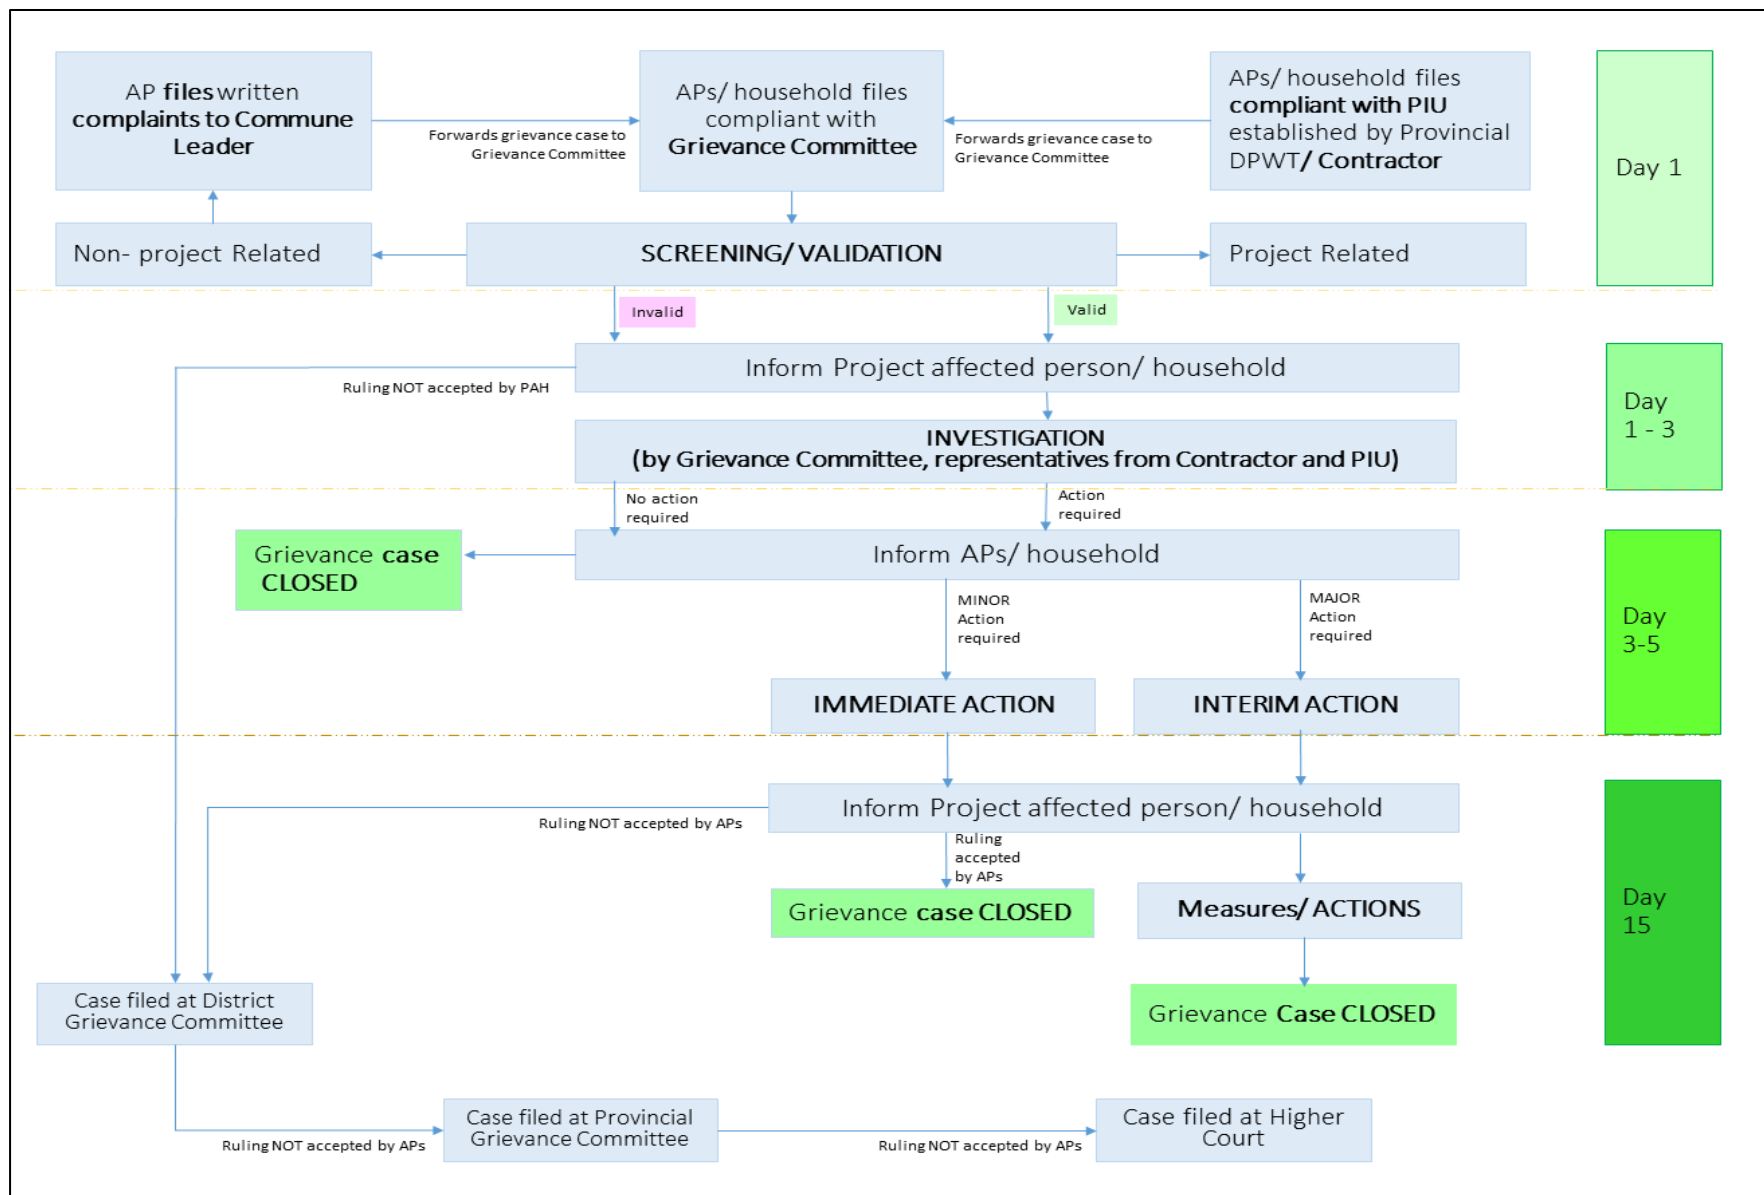 AP files written
complaints to Commune
Leader
Forwards grievance case to
Grievance Committee
APs/ household files
compliant with
Grievance Committee
Forwards grievance case to
Grievance Committee
APs/ household files
compliant with PIU
established by Provincial
DPWT/ Contractor
Day 1
Non- project Related
SCREENING/ VALIDATION
Project Related
Invalid
Valid
Inform Project affected person/ household
Ruling NOT accepted by PAH
Day
1 - 3
INVESTIGATION
(by Grievance Committee, representatives from Contractor and PIU)
No action
required
Action
required
Grievance case
CLOSED
Inform APs/ household
MINOR
Action
required
MAJOR
Action
required
Day
3-5
IMMEDIATE ACTION
INTERIM ACTION
Inform Project affected person/ household
Ruling NOT accepted by APs
Ruling
accepted
by APs
Grievance case CLOSED
Measures/ ACTIONS
Day
15
Case filed at District
Grievance Committee
Grievance Case CLOSED
Ruling NOT accepted by APs
Case filed at Provincial
Grievance Committee
Ruling NOT accepted by APs
Case filed at Higher
Court